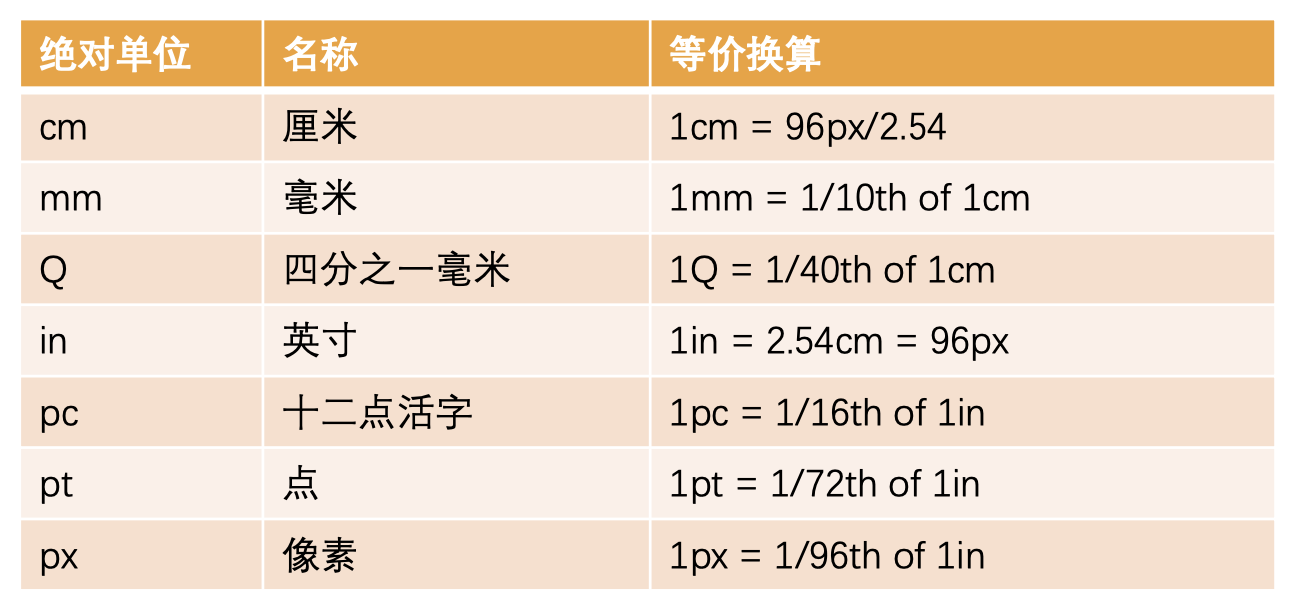 绝对单位 名称 等价换算
cm 厘米 1cm = 96px/2.54
mm 毫米 1mm = 1/10th of 1cm
Q 四分之一毫米 1Q = 1/40th of 1cm
in 英寸 1in = 2.54cm = 96px
pc 十二点活字 1pc = 1/16th of 1in
pt 点 1pt = 1/72th of 1in
px 像素 1px = 1/96th of 1in